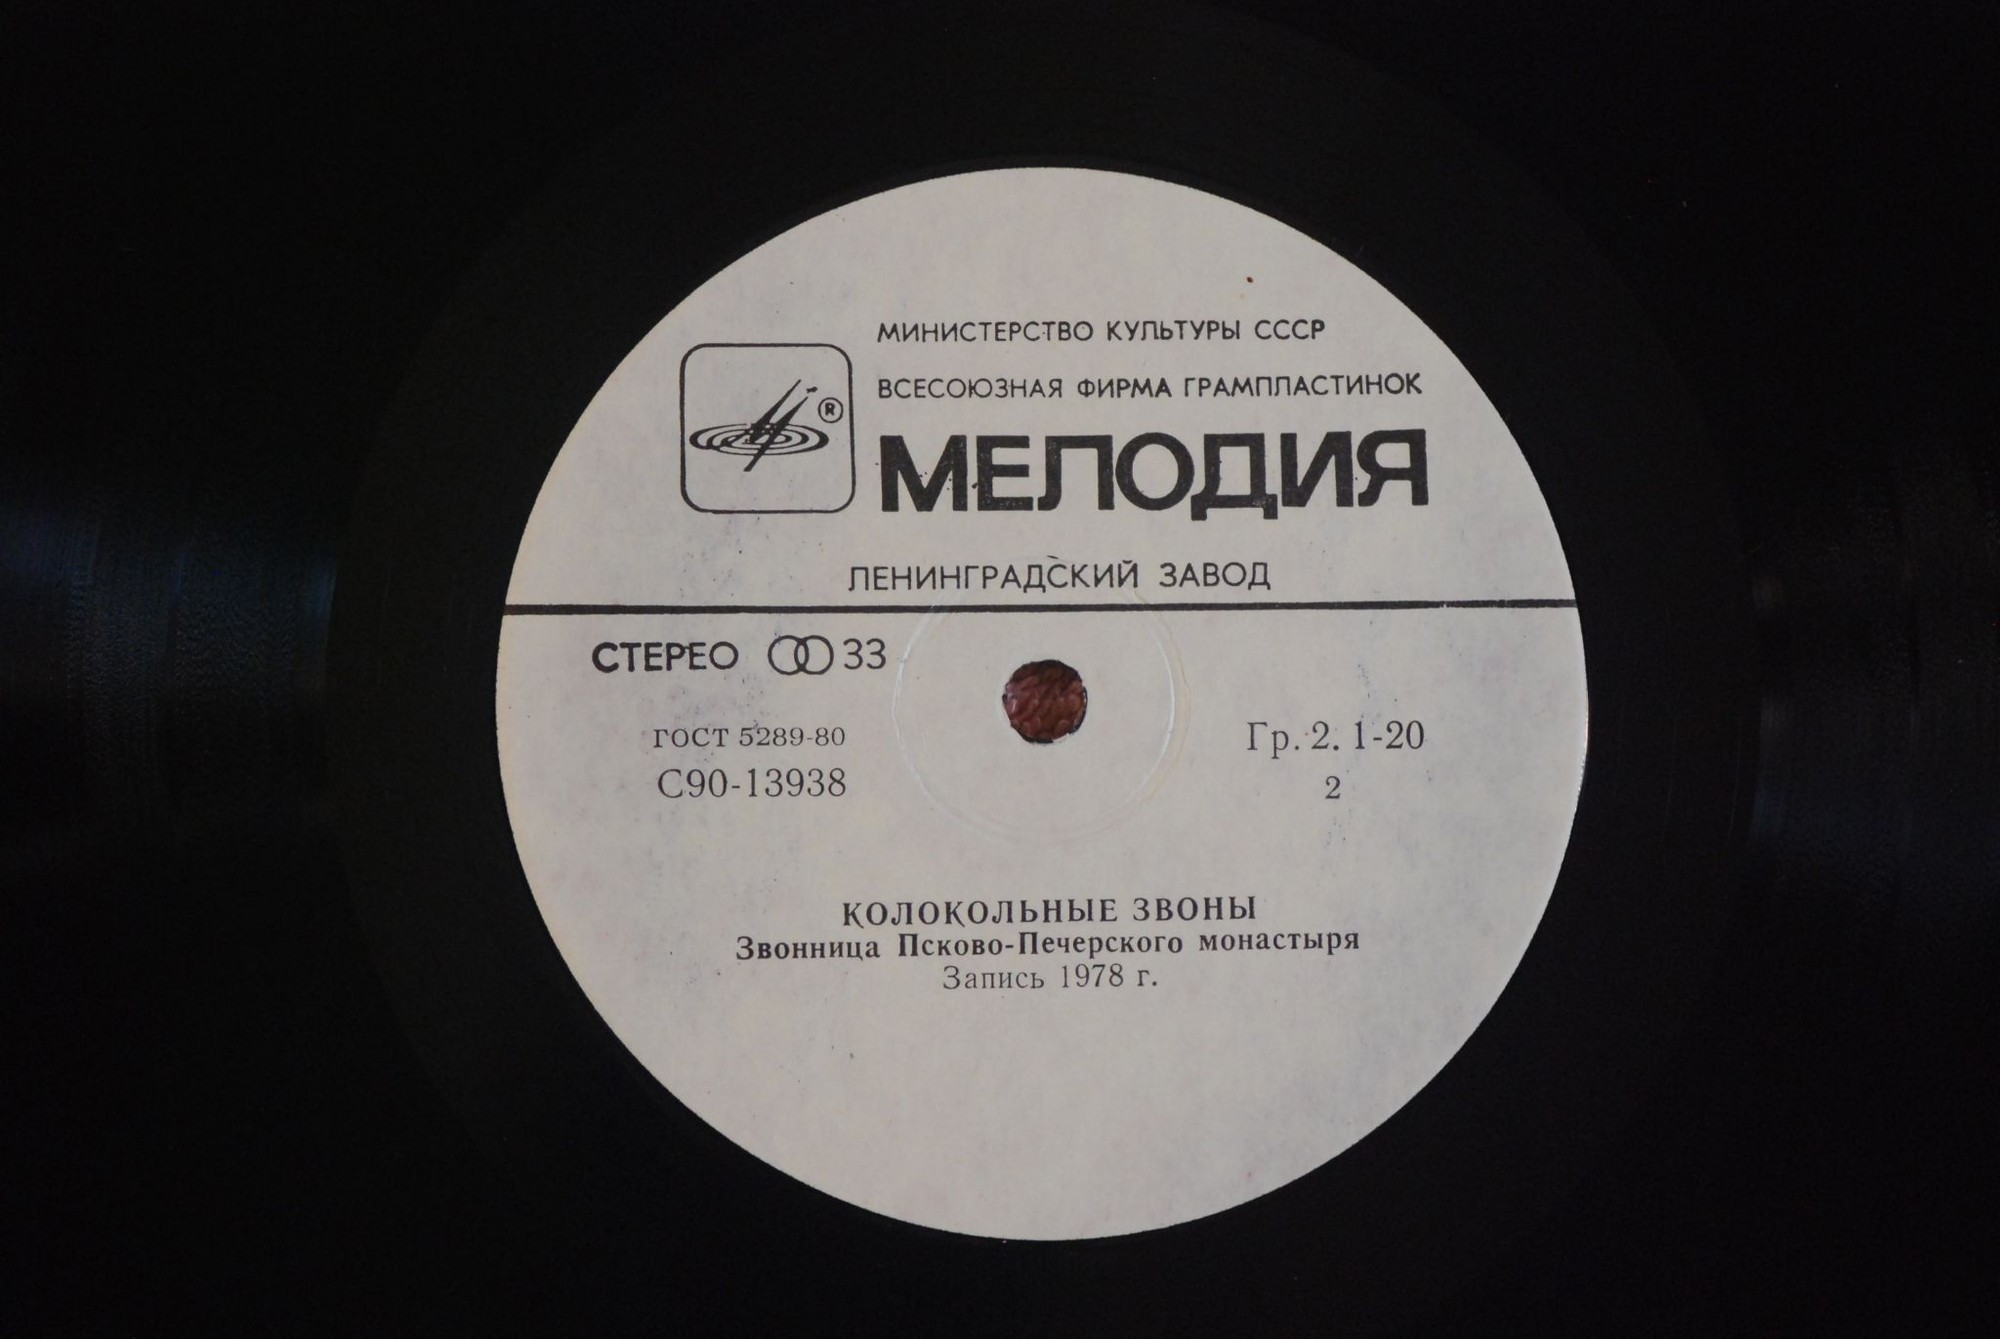 МИНИСТЕРСТВО КУЛЬТУРЫ СССР
ВСЕСОЮЗНАЯ ФИРМА ГРАМПЛАСТИНОК
®
МЕЛОДИЯ
ЛЕНИНГРАДСКИЙ ЗАВОД
СТЕРЕО 33
ГОСТ 5289-80
С90-13938
Гр. 2. 1-20
2
КОЛОКОЛЬНЫЕ ЗВОНЫ
Звонница Псково-Печерского монастыря
Запись 1978 г.